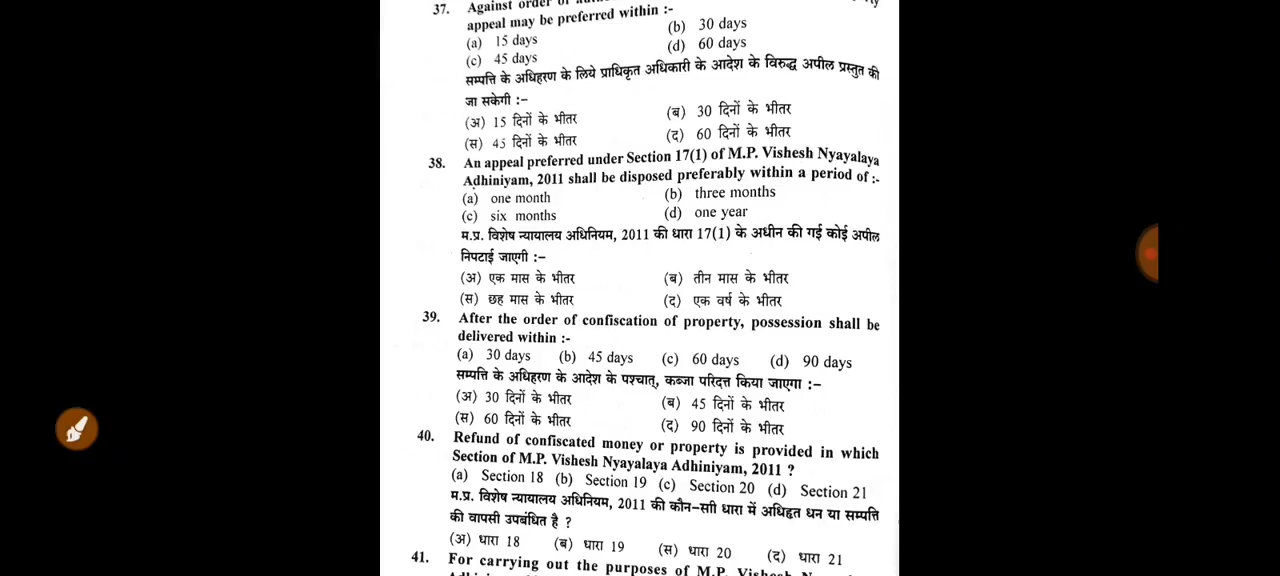 37. Against order of
appeal may be preferred within :-
(a) 15 days (b) 30 days
(c) 45 days (d) 60 days
सम्पत्ति के अधिहरण के लिये प्राधिकृत अधिकारी के आदेश के विरुद्ध अपील प्रस्तुत की
जा सकेगी :-
(अ) 15 दिनों के भीतर (ब) 30 दिनों के भीतर
(स) 45 दिनों के भीतर (द) 60 दिनों के भीतर
38. An appeal preferred under Section 17(1) of M.P. Vishesh Nyayalaya
Adhiniyam, 2011 shall be disposed preferably within a period of :-
(a) one month (b) three months
(c) six months (d) one year
म.प्र. विशेष न्यायालय अधिनियम, 2011 की धारा 17(1) के अधीन की गई कोई अपील
निपटाई जाएगी :-
(अ) एक मास के भीतर (ब) तीन मास के भीतर
(स) छह मास के भीतर (द) एक वर्ष के भीतर
39. After the order of confiscation of property, possession shall be
delivered within :-
(a) 30 days (b) 45 days (c) 60 days (d) 90 days
सम्पत्ति के अधिहरण के आदेश के पश्चात्, कब्जा परिदत्त किया जाएगा :-
(अ) 30 दिनों के भीतर (ब) 45 दिनों के भीतर
(स) 60 दिनों के भीतर (द) 90 दिनों के भीतर
40. Refund of confiscated money or property is provided in which
Section of M.P. Vishesh Nyayalaya Adhiniyam, 2011 ?
(a) Section 18 (b) Section 19 (c) Section 20 (d) Section 21
म.प्र. विशेष न्यायालय अधिनियम, 2011 की कौन-साी धारा में अधिहृत धन या सम्पत्ति
की वापसी उपबंधित है ?
(अ) धारा 18 (ब) धारा 19 (स) धारा 20 (द) धारा 21
41. For carrying out the purposes of M.P.